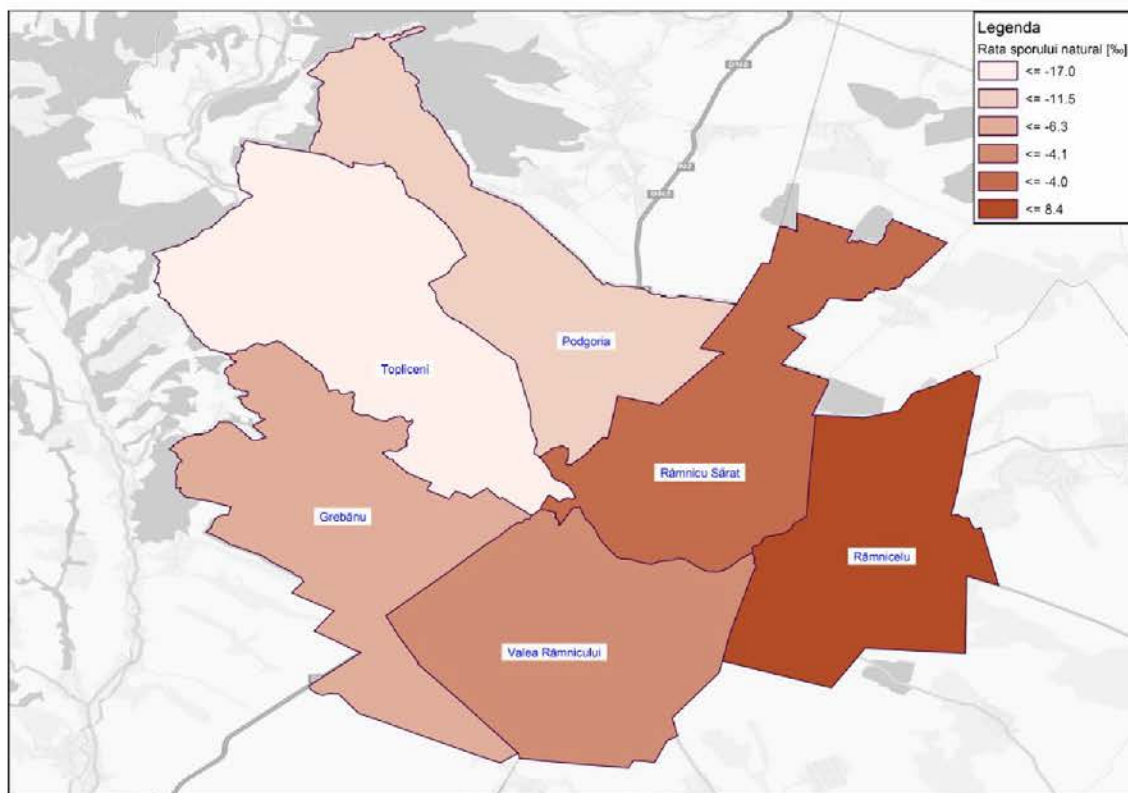 Legenda
Rata sporului natural [‰]
<= -17.0
<= -11.5
<= -6.3
<= -4.1
<= -4.0
<= 8.4
Podgoria
Topliceni
Râmnicu Sărat
Grebănu
Râmnicelu
Valea Râmnicului